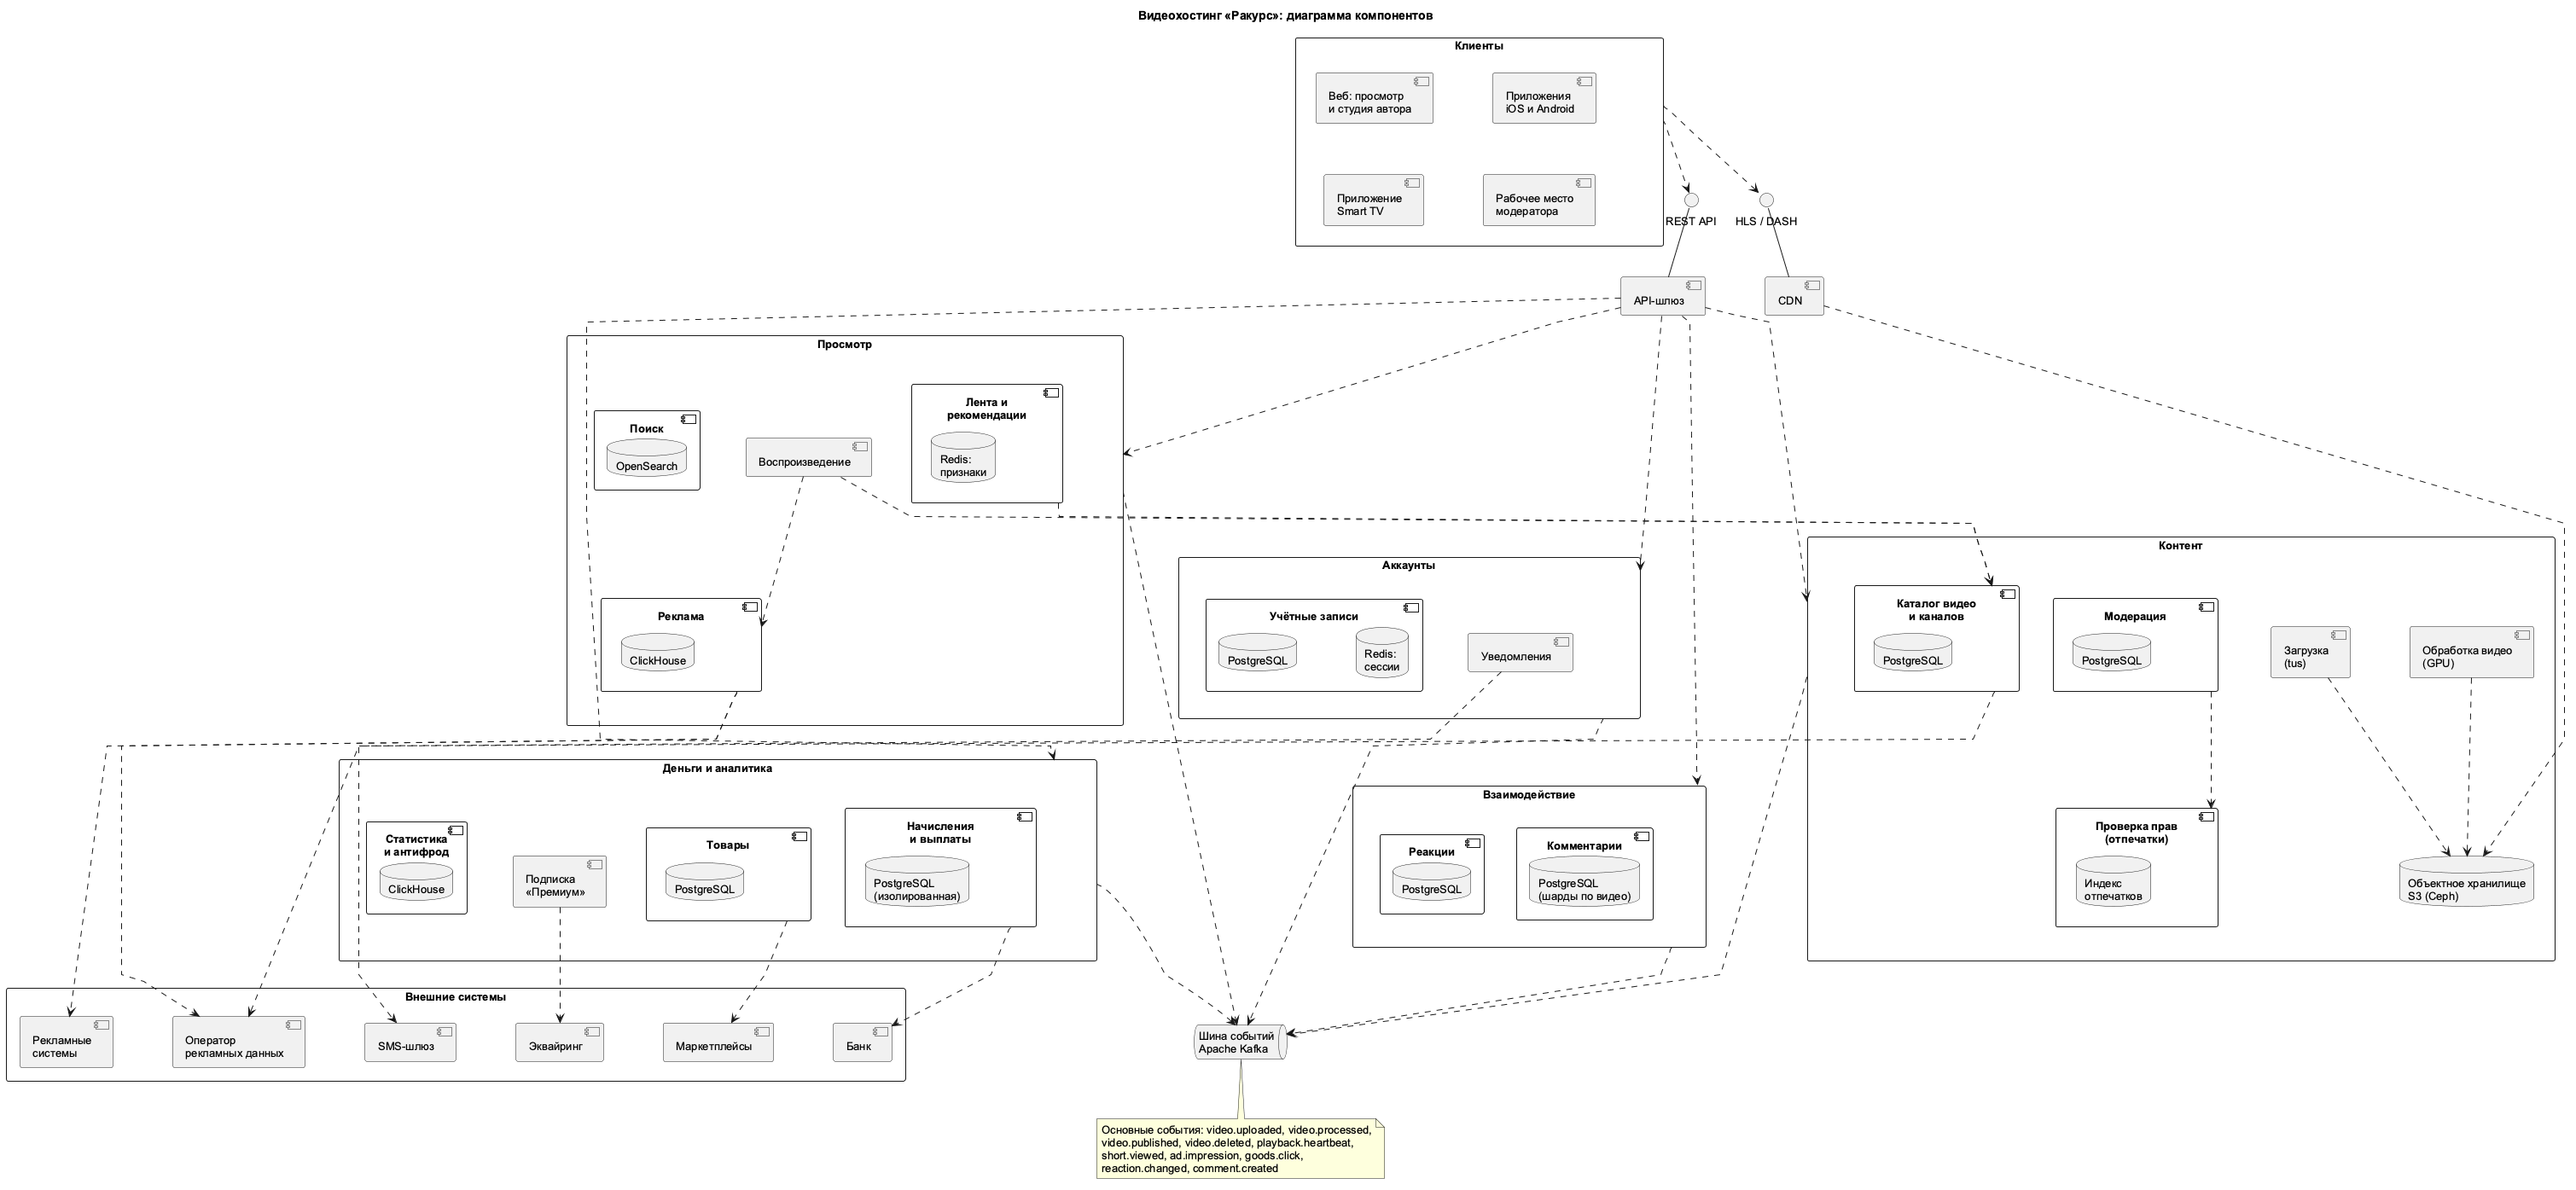 Видеохостинг «Ракурс»: диаграмма компонентов
Клиенты
Веб: просмотр
и студия автора
Приложения
iOS и Android
Приложение
Smart TV
Рабочее место
модератора
REST API
HLS / DASH
API-шлюз
CDN
Просмотр
Поиск
OpenSearch
Воспроизведение
Лента и
рекомендации
Redis:
признаки
Реклама
ClickHouse
Аккаунты
Учётные записи
PostgreSQL
Redis:
сессии
Уведомления
Контент
Каталог видео
и каналов
PostgreSQL
Модерация
PostgreSQL
Загрузка
(tus)
Обработка видео
(GPU)
Проверка прав
(отпечатки)
Индекс
отпечатков
Объектное хранилище
S3 (Ceph)
Деньги и аналитика
Статистика
и антифрод
ClickHouse
Подписка
«Премиум»
Товары
PostgreSQL
Начисления
и выплаты
PostgreSQL
(изолированная)
Взаимодействие
Реакции
PostgreSQL
Комментарии
PostgreSQL
(шарды по видео)
Внешние системы
Рекламные
системы
Оператор
рекламных данных
SMS-шлюз
Эквайринг
Маркетплейсы
Банк
Шина событий
Apache Kafka
Основные события: video.uploaded, video.processed,
video.published, video.deleted, playback.heartbeat,
short.viewed, ad.impression, goods.click,
reaction.changed, comment.created